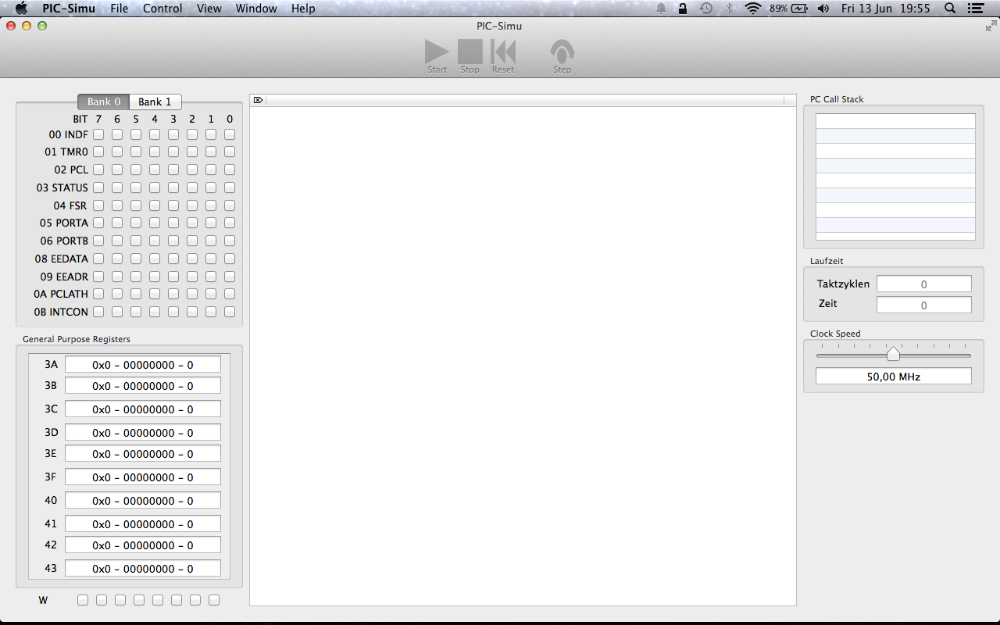 PIC-Simu File Control View Window Help 89% Fri 13 Jun 19:55
PIC-Simu
Start Stop Reset Step
Bank 0 Bank 1
BIT 7 6 5 4 3 2 1 0
00 INDF
01 TMR0
02 PCL
03 STATUS
04 FSR
05 PORTA
06 PORTB
08 EEDATA
09 EEADR
0A PCLATH
0B INTCON
General Purpose Registers
3A 0x0 - 00000000 - 0
3B 0x0 - 00000000 - 0
3C 0x0 - 00000000 - 0
3D 0x0 - 00000000 - 0
3E 0x0 - 00000000 - 0
3F 0x0 - 00000000 - 0
40 0x0 - 00000000 - 0
41 0x0 - 00000000 - 0
42 0x0 - 00000000 - 0
43 0x0 - 00000000 - 0
W
PC Call Stack
Laufzeit
Taktzyklen 0
Zeit 0
Clock Speed
50,00 MHz